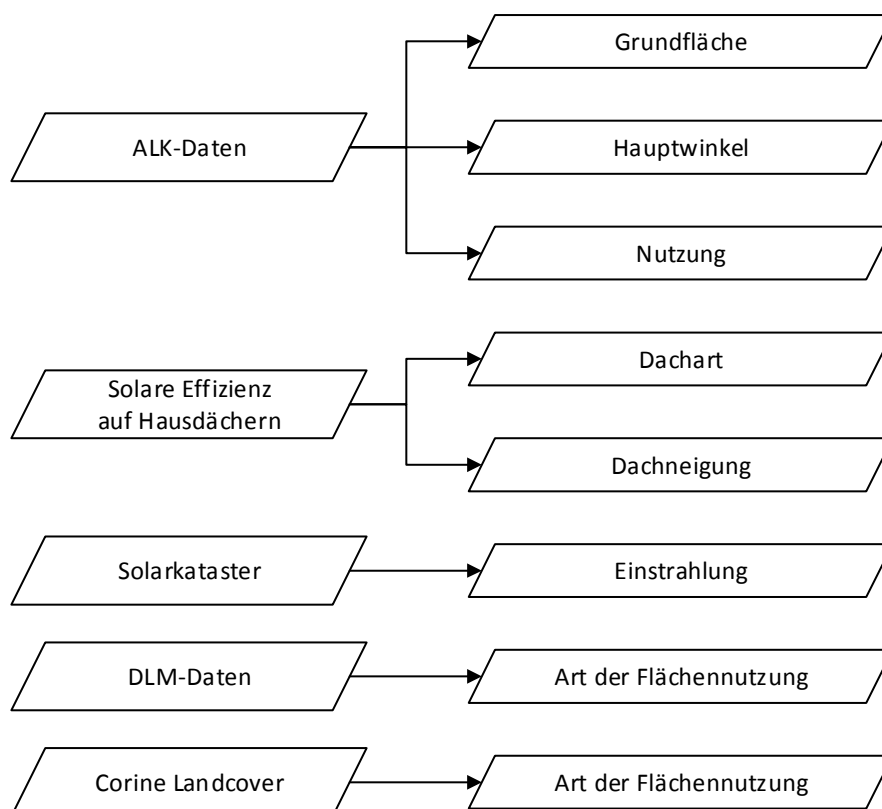 Grundfläche
ALK-Daten
Hauptwinkel
Nutzung
Solare Effizienz
auf Hausdächern
Dachart
Dachneigung
Solarkataster
Einstrahlung
DLM-Daten
Art der Flächennutzung
Corine Landcover
Art der Flächennutzung